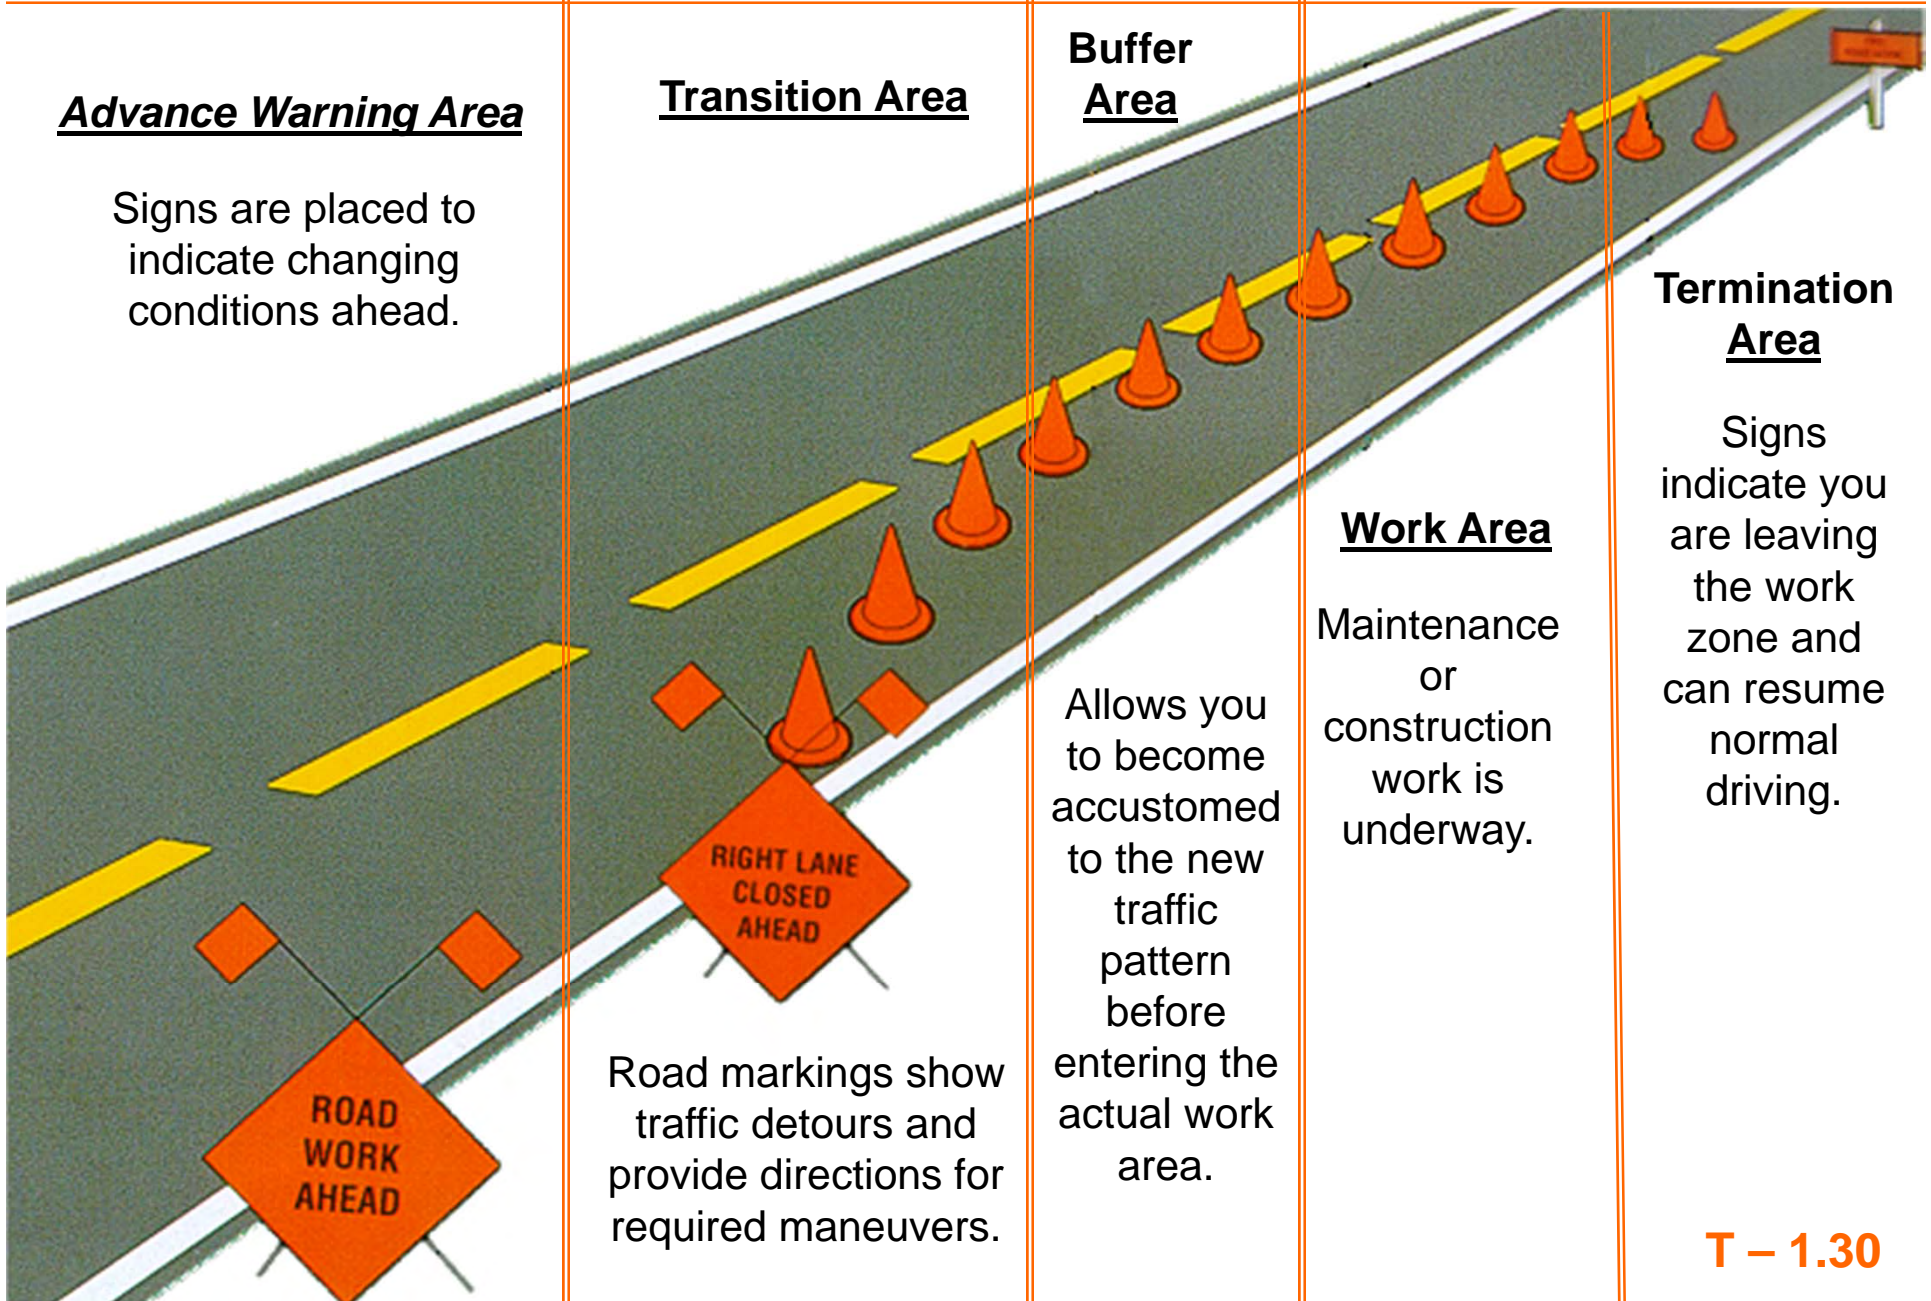 Advance Warning Area
Signs are placed to
indicate changing
conditions ahead.
ROAD
WORK
AHEAD
Transition Area
RIGHT LANE
CLOSED
AHEAD
Road markings show
traffic detours and
provide directions for
required maneuvers.
Buffer
Area
Allows you
to become
accustomed
to the new
traffic
pattern
before
entering the
actual work
area.
Work Area
Maintenance
or
construction
work is
underway.
Termination
Area
Signs
indicate you
are leaving
the work
zone and
can resume
normal
driving.
T – 1.30